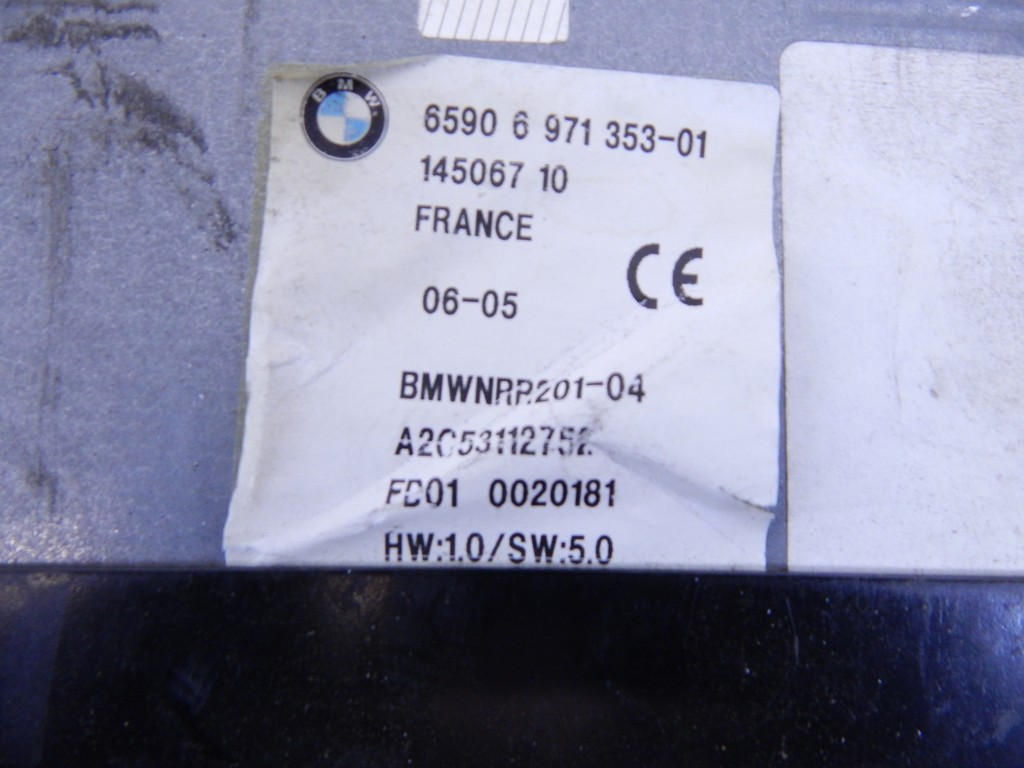 BMW
6590 6 971 353-01
145067 10
FRANCE
CE
06-05
BMWNRR201-04
A2C53112752
0020181
HW:1.0/SW:5.0